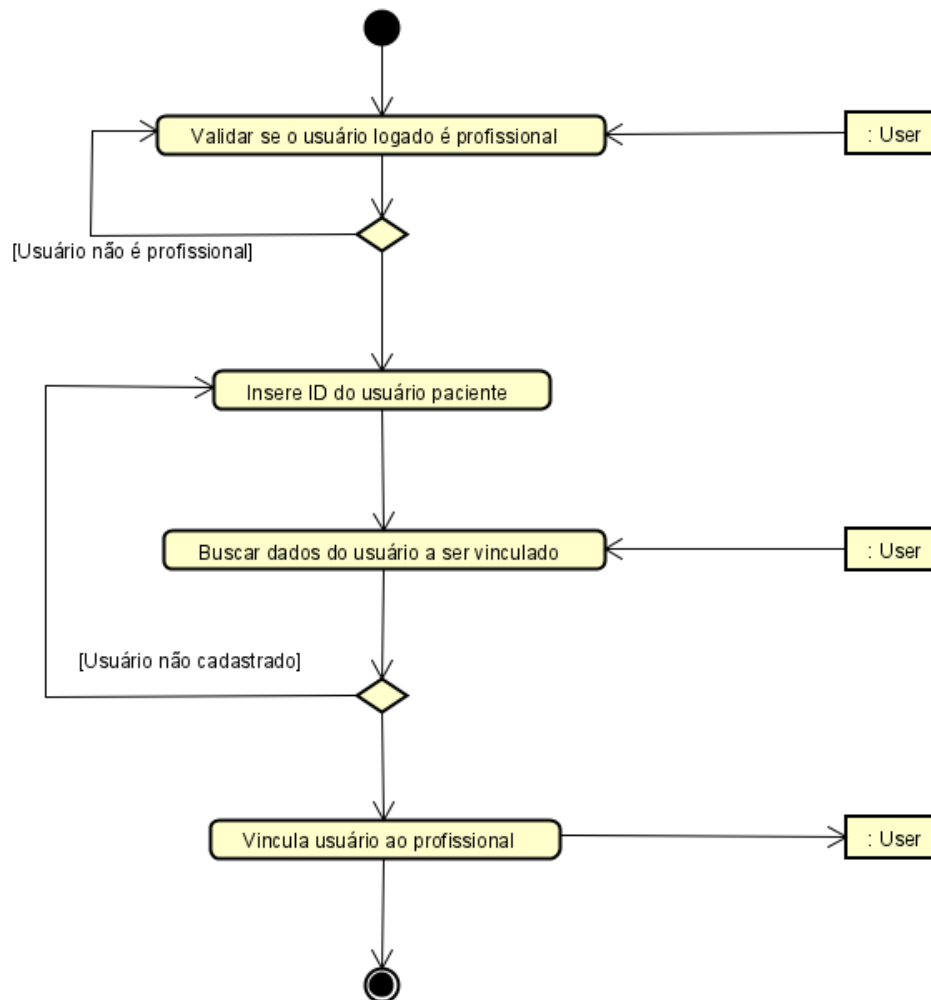 Validar se o usuário logado é profissional
: User
[Usuário não é profissional]
Insere ID do usuário paciente
Buscar dados do usuário a ser vinculado
: User
[Usuário não cadastrado]
Vincula usuário ao profissional
: User